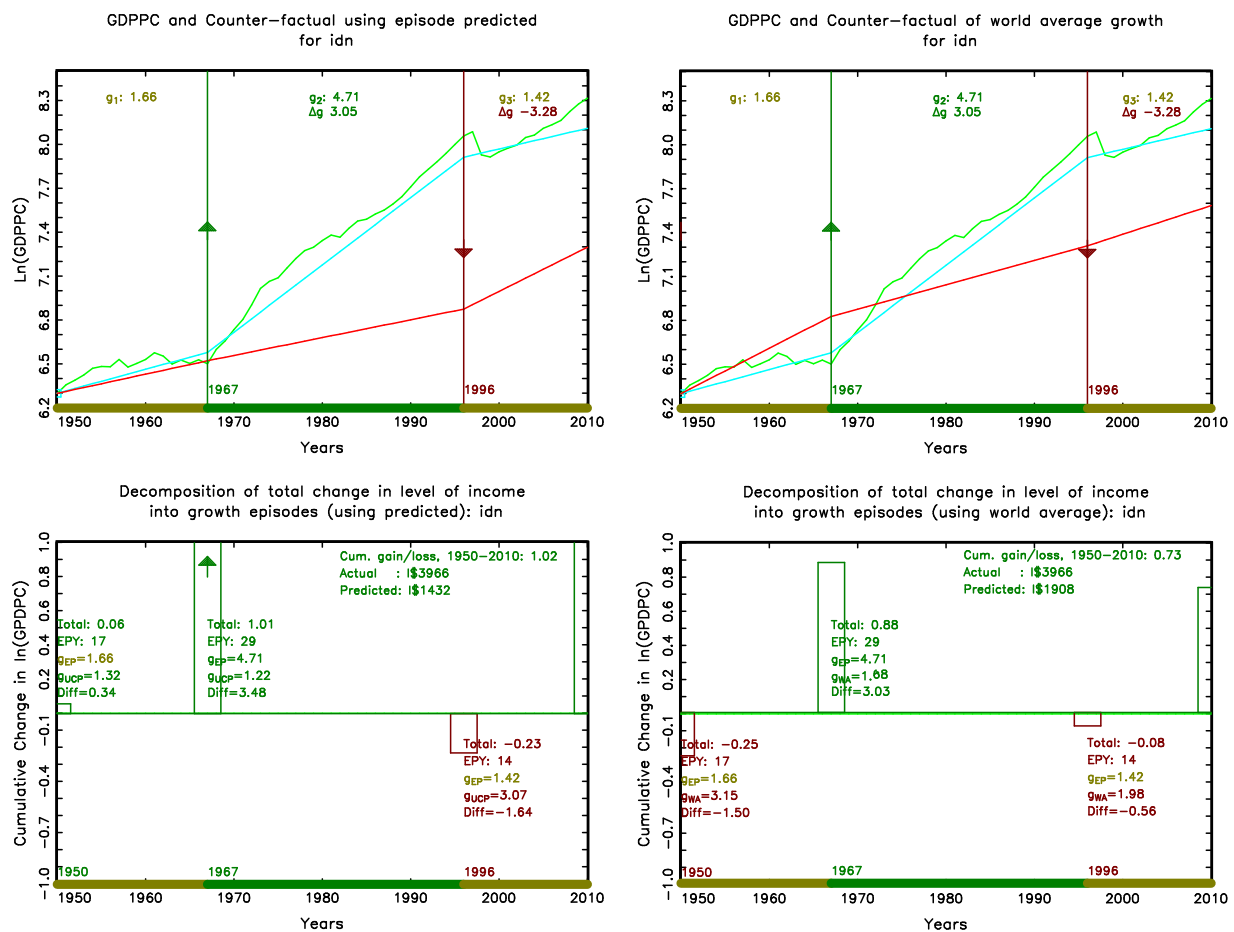 GDPPC and Counter-factual using episode predicted
for idn
g1: 1.66
g2: 4.71
Δg 3.05
g3: 1.42
Δg -3.28
Ln(GDPPC)
8.3
8.0
7.7
7.4
7.1
6.8
6.5
6.2
1967
1996
1950 1960 1970 1980 1990 2000 2010
Years
GDPPC and Counter-factual of world average growth
for idn
g1: 1.66
g2: 4.71
Δg 3.05
g3: 1.42
Δg -3.28
Ln(GDPPC)
8.3
8.0
7.7
7.4
7.1
6.8
6.5
6.2
1967
1996
1950 1960 1970 1980 1990 2000 2010
Years
Decomposition of total change in level of income
into growth episodes (using predicted): idn
Cum. gain/loss, 1950-2010: 1.02
Actual : I$3966
Predicted: I$1432
Total: 0.06
EPY: 17
gEP=1.66
gUCP=1.32
Diff=0.34
Total: 1.01
EPY: 29
gEP=4.71
gUCP=1.22
Diff=3.48
Total: -0.23
EPY: 14
gEP=1.42
gUCP=3.07
Diff=-1.64
Cumulative Change in ln(GPDPC)
1.0
0.8
0.6
0.4
0.2
-0.1
-0.4
-0.7
-1.0
1950
1967
1996
1950 1960 1970 1980 1990 2000 2010
Years
Decomposition of total change in level of income
into growth episodes (using world average): idn
Cum. gain/loss, 1950-2010: 0.73
Actual : I$3966
Predicted: I$1908
Total: -0.25
EPY: 17
gEP=1.66
gWA=3.15
Diff=-1.50
Total: 0.88
EPY: 29
gEP=4.71
gWA=1.68
Diff=3.03
Total: -0.08
EPY: 14
gEP=1.42
gWA=1.98
Diff=-0.56
Cumulative Change in ln(GPDPC)
1.0
0.8
0.6
0.4
0.2
-0.1
-0.4
-0.7
-1.0
1950
1967
1996
1950 1960 1970 1980 1990 2000 2010
Years